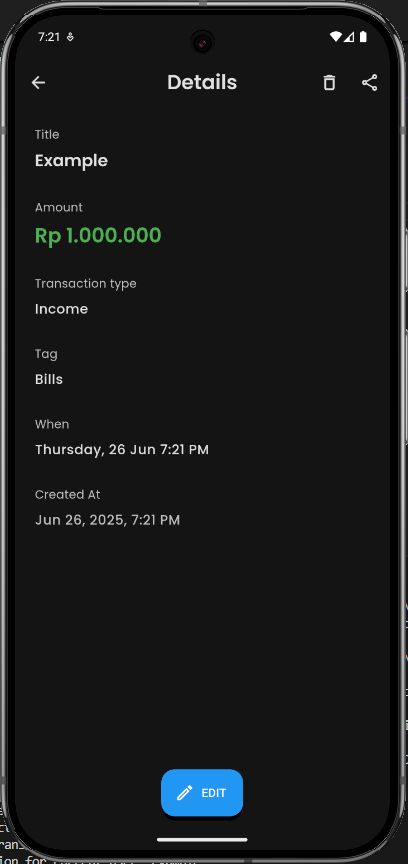 7:21
Details
Title
Example
Amount
Rp 1.000.000
Transaction type
Income
Tag
Bills
When
Thursday, 26 Jun 7:21 PM
Created At
Jun 26, 2025, 7:21 PM
EDIT